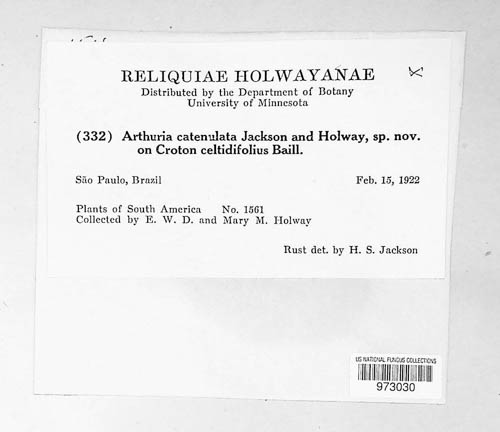 RELIQUIAE HOLWAYANAE
Distributed by the Department of Botany
University of Minnesota
(332) Arthuria catenulata Jackson and Holway, sp. nov.
on Croton celtidifolius Baill.
São Paulo, Brazil Feb. 15, 1922
Plants of South America No. 1561
Collected by E. W. D. and Mary M. Holway
Rust det. by H. S. Jackson
US NATIONAL FUNGUS COLLECTIONS
973030